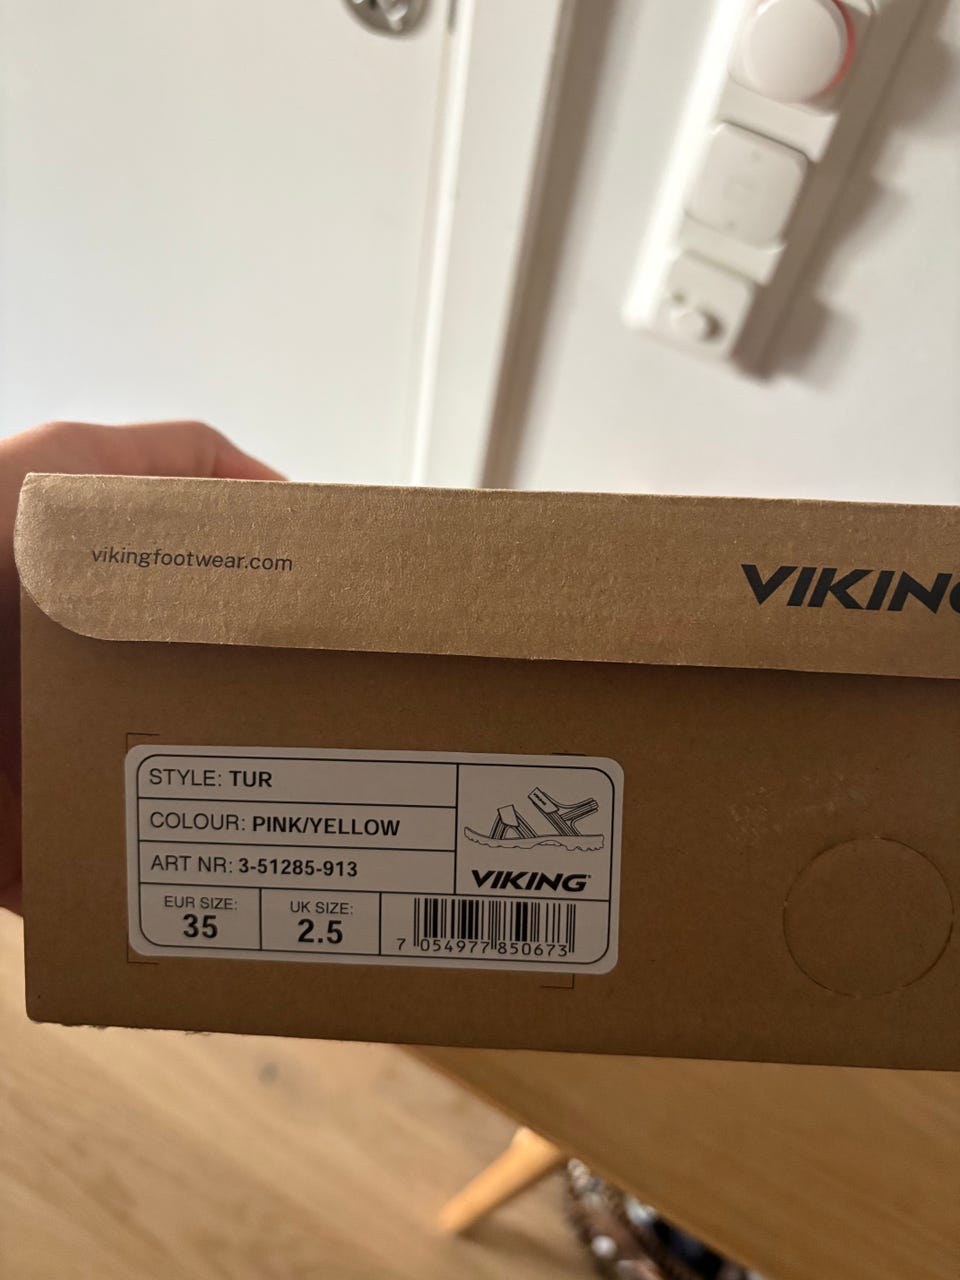 vikingfootwear.com
VIKING
STYLE: TUR
COLOUR: PINK/YELLOW
ART NR: 3-51285-913
VIKING
EUR SIZE:
35
UK SIZE:
2.5
7 054977 850673